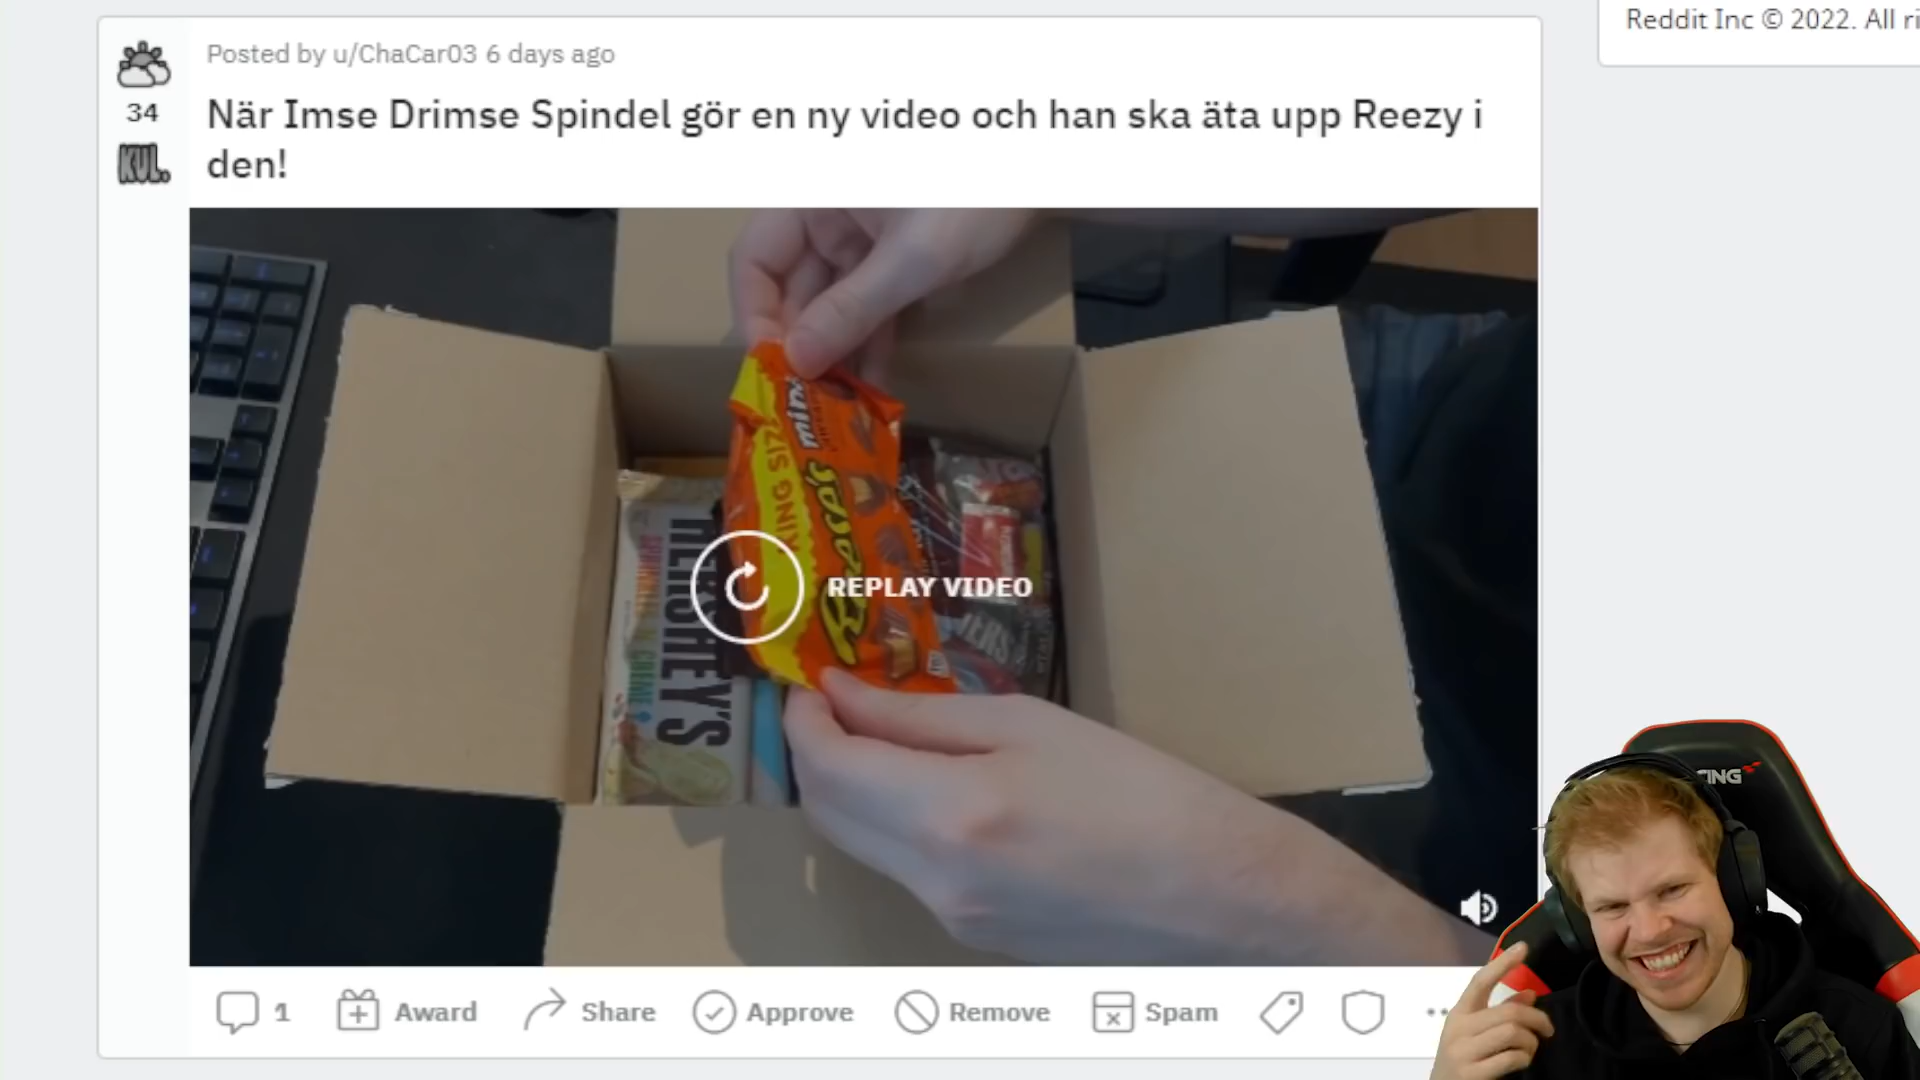 Reddit Inc © 2022. All ri
Posted by u/ChaCar03 6 days ago
34
När Imse Drimse Spindel gör en ny video och han ska äta upp Reezy i
den!
KUL.
KING SIZE
mini
Reese's
HERSHEY'S
REPLAY VIDEO
1
Award
Share
Approve
Remove
Spam